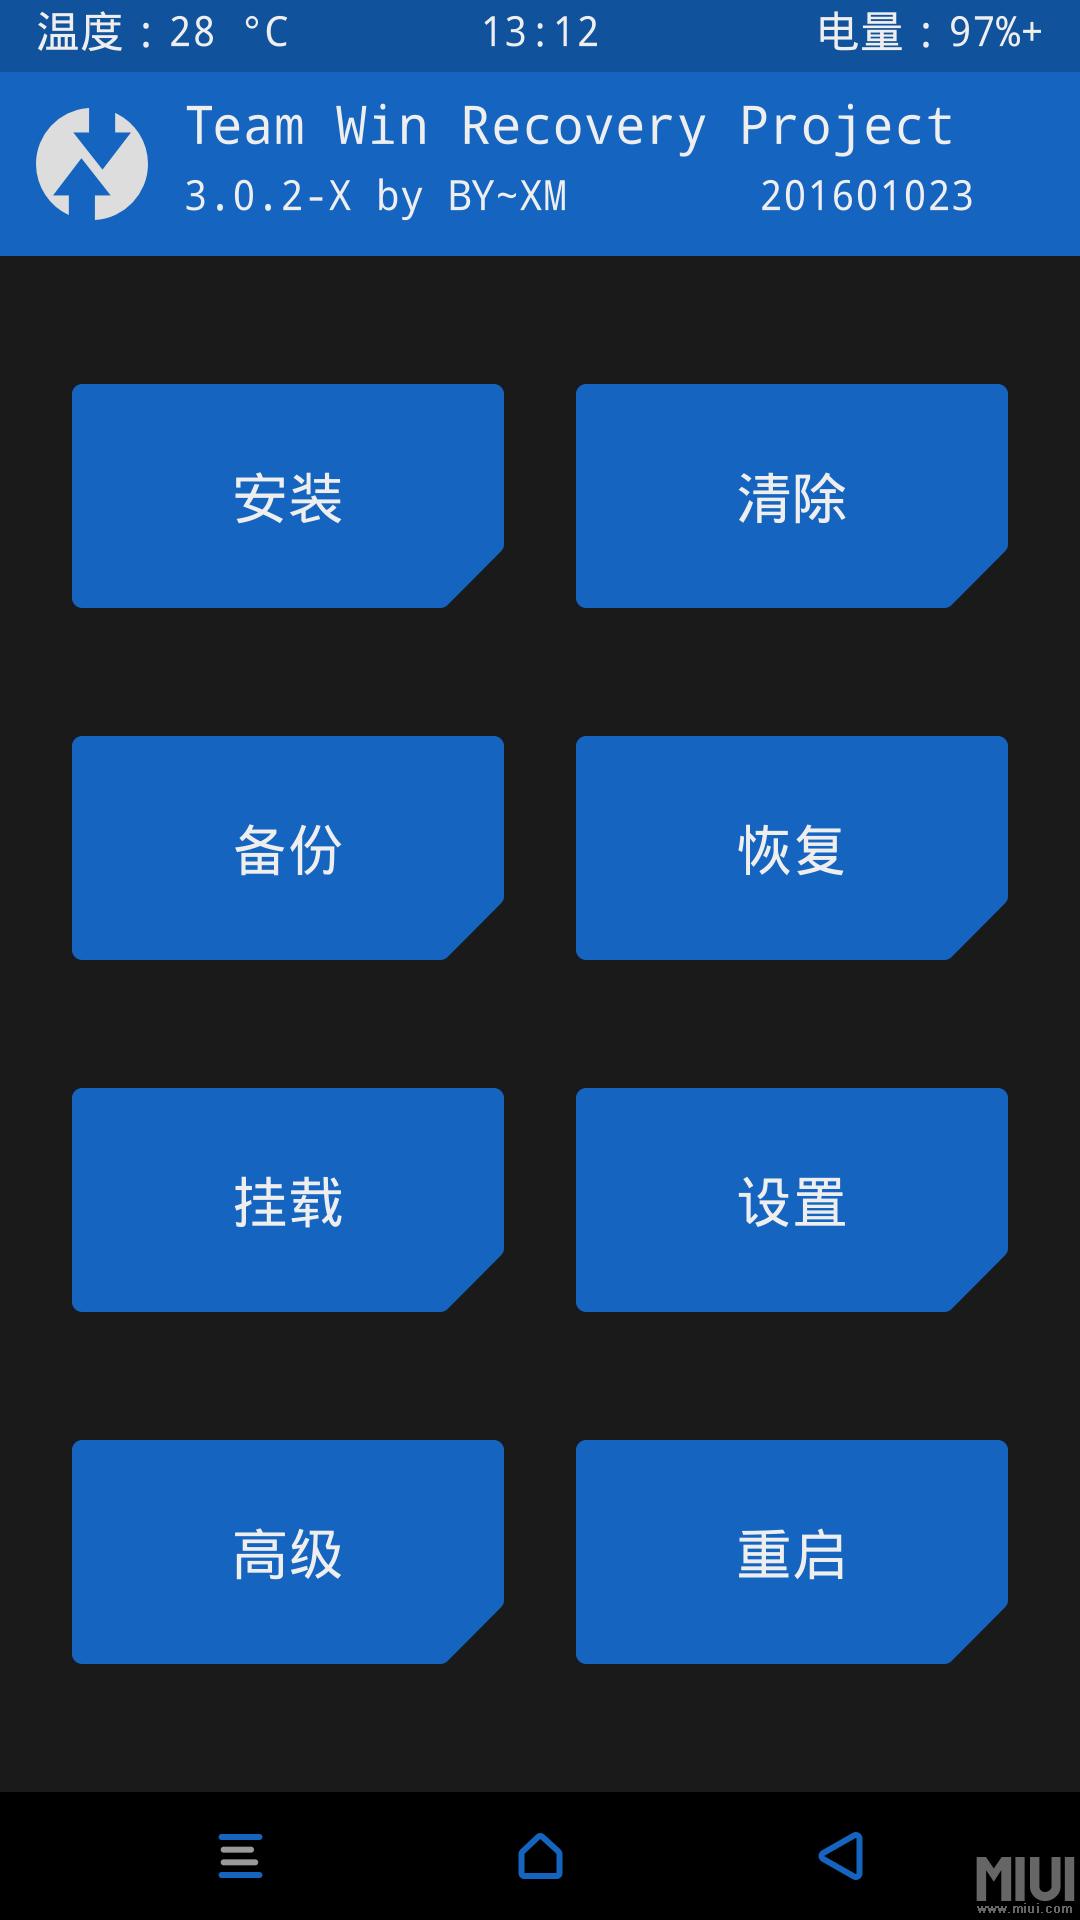 温度：28 °C 13:12 电量：97%+
Team Win Recovery Project
3.0.2-X by BY~XM 201601023
安装 清除
备份 恢复
挂载 设置
高级 重启
MIUI
www.miui.com